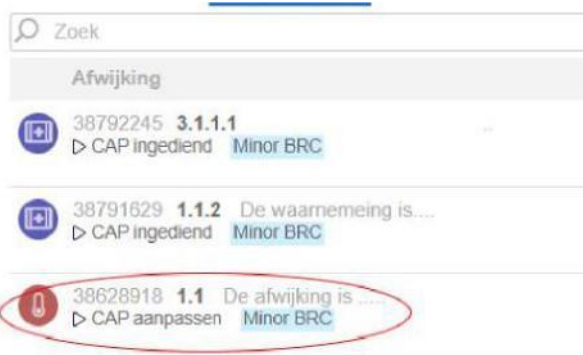 Zoek
Afwijking
38792245 3.1.1.1
CAP ingediend Minor BRC
38791629 1.1.2 De waarnemeing is....
CAP ingediend Minor BRC
38628918 1.1 De afwijking is .....
CAP aanpassen Minor BRC